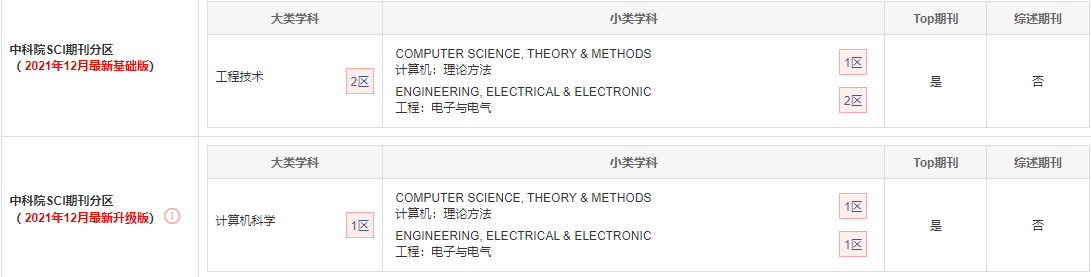 中科院SCI期刊分区
（ 2021年12月最新基础版）
大类学科
小类学科
Top期刊
综述期刊
工程技术
2区
COMPUTER SCIENCE, THEORY & METHODS
计算机：理论方法
1区
ENGINEERING, ELECTRICAL & ELECTRONIC
工程：电子与电气
2区
是
否
中科院SCI期刊分区
（ 2021年12月最新升级版）
大类学科
小类学科
Top期刊
综述期刊
计算机科学
1区
COMPUTER SCIENCE, THEORY & METHODS
计算机：理论方法
1区
ENGINEERING, ELECTRICAL & ELECTRONIC
工程：电子与电气
1区
是
否